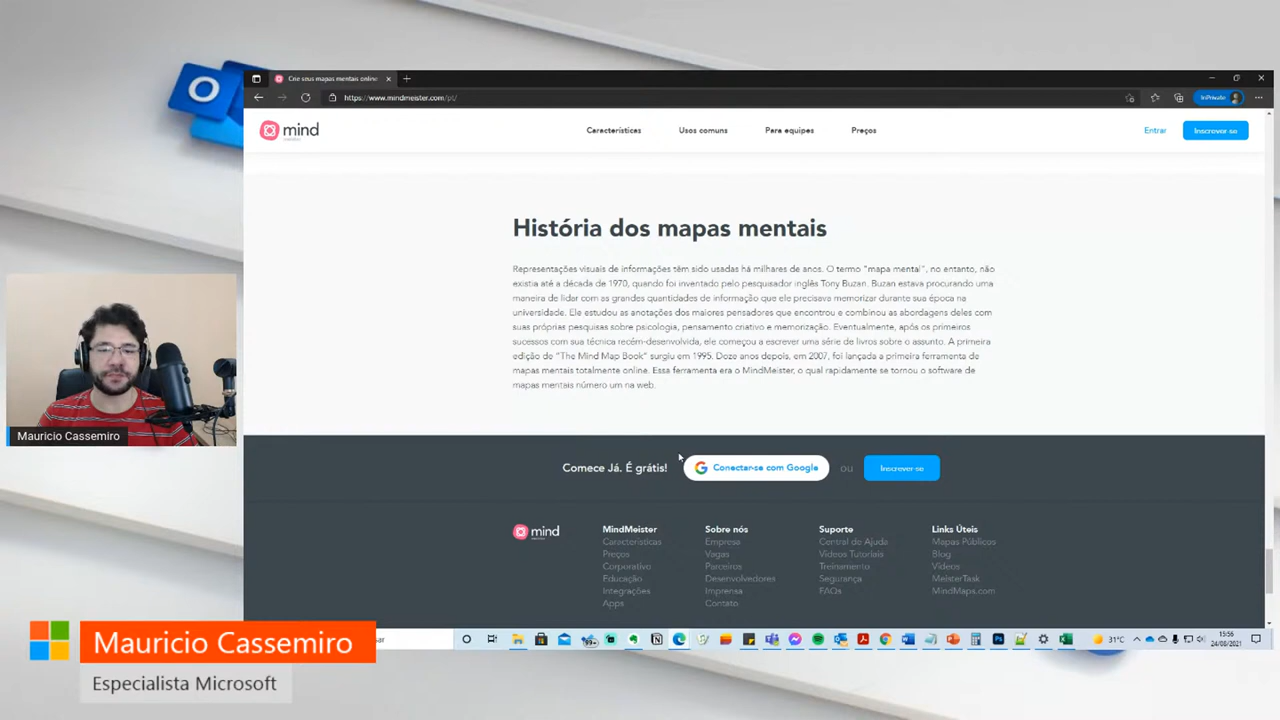 Crie seus mapas mentais online
https://www.mindmeister.com/pt/
InPrivate
mind
Características
Usos comuns
Para equipes
Preços
Entrar
Inscrever-se
História dos mapas mentais
Representações visuais de informações têm sido usadas há milhares de anos. O termo "mapa mental", no entanto, não
existia até a década de 1970, quando foi inventado pelo pesquisador inglês Tony Buzan. Buzan estava procurando uma
maneira de lidar com as grandes quantidades de informação que ele precisava memorizar durante sua época na
universidade. Ele estudou as anotações dos maiores pensadores que encontrou e combinou as abordagens deles com
suas próprias pesquisas sobre psicologia, pensamento criativo e memorização. Eventualmente, após os primeiros
sucessos com sua técnica recém-desenvolvida, ele começou a escrever uma série de livros sobre o assunto. A primeira
edição do "The Mind Map Book" surgiu em 1995. Doze anos depois, em 2007, foi lançada a primeira ferramenta de
mapas mentais totalmente online. Essa ferramenta era o MindMeister, o qual rapidamente se tornou o software de
mapas mentais número um na web.
Comece Já. É grátis!
Conectar-se com Google
ou
Inscrever-se
mind
MindMeister
Características
Preços
Corporativo
Educação
Integrações
Apps
Sobre nós
Empresa
Vagas
Parceiros
Desenvolvedores
Imprensa
Contato
Suporte
Central de Ajuda
Vídeos Tutoriais
Treinamento
Segurança
FAQs
Links Úteis
Mapas Públicos
Blog
Vídeos
MeisterTask
MindMaps.com
Mauricio Cassemiro
Mauricio Cassemiro
Especialista Microsoft
sar
99+
31°C
15:56
24/08/2021